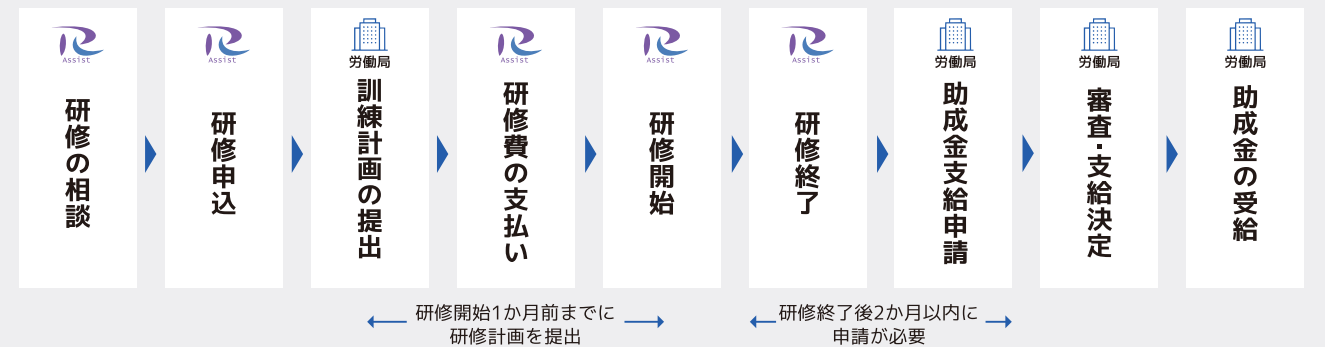 Assist
研修の相談
Assist
研修申込
労働局
訓練計画の提出
Assist
研修費の支払い
Assist
研修開始
Assist
研修終了
労働局
助成金支給申請
労働局
審査・支給決定
労働局
助成金の受給
研修開始1か月前までに
研修計画を提出
研修終了後2か月以内に
申請が必要